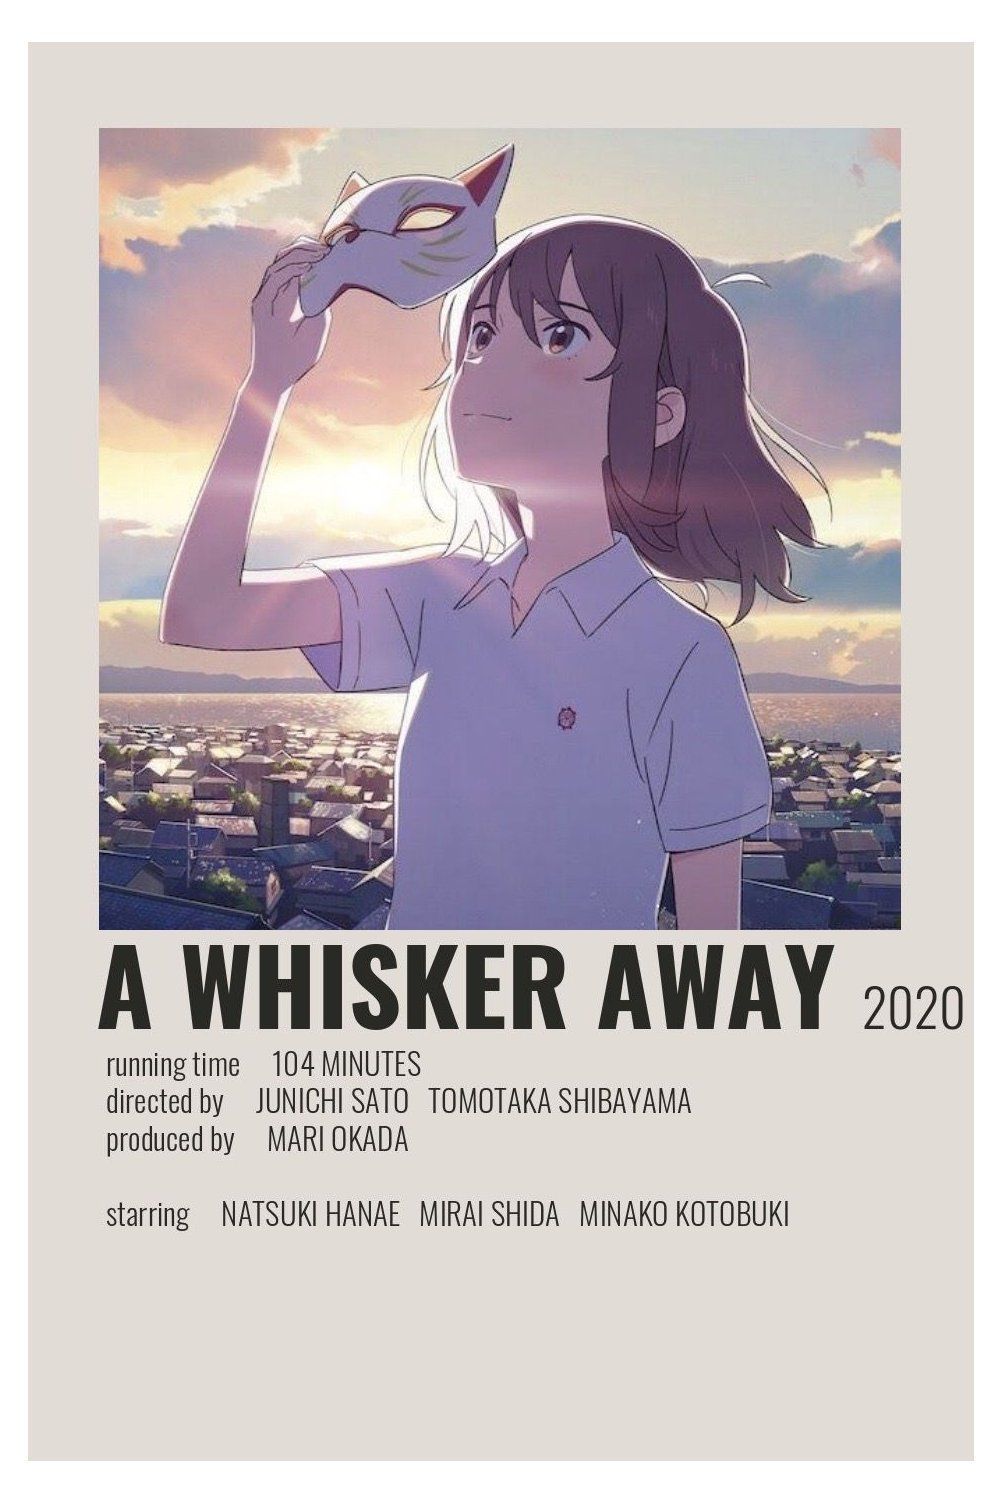 A WHISKER AWAY 2020
running time 104 MINUTES
directed by JUNICHI SATO TOMOTAKA SHIBAYAMA
produced by MARI OKADA
starring NATSUKI HANAE MIRAI SHIDA MINAKO KOTOBUKI